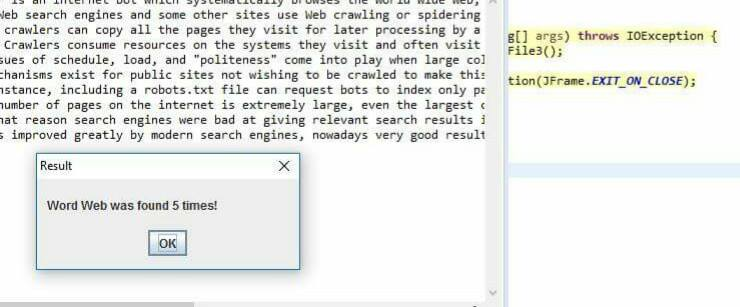 is an internet bot which systematically browses the World Wide Web,
Web search engines and some other sites use Web crawling or spidering
crawlers can copy all the pages they visit for later processing by a
Crawlers consume resources on the systems they visit and often visit
sues of schedule, load, and "politeness" come into play when large col
chanisms exist for public sites not wishing to be crawled to make this
nstance, including a robots.txt file can request bots to index only pa
number of pages on the internet is extremely large, even the largest
hat reason search engines were bad at giving relevant search results i
s improved greatly by modern search engines, nowadays very good result
g[] args) throws IOException {
File3();
tion(JFrame.EXIT_ON_CLOSE);
Result
Word Web was found 5 times!
OK